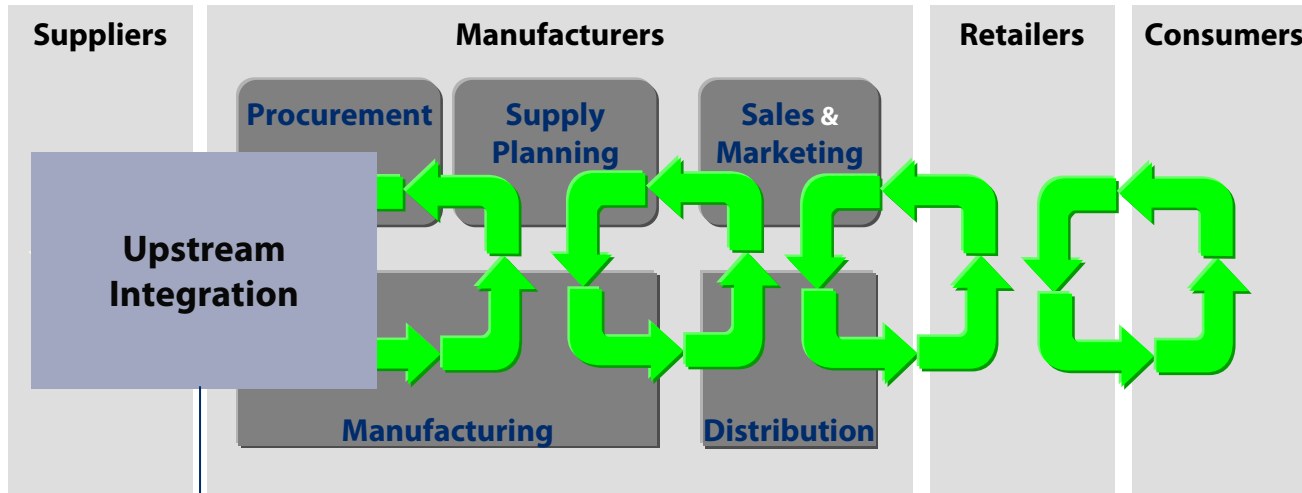 Suppliers
Manufacturers
Retailers
Consumers
Procurement
Supply
Planning
Sales &
Marketing
Upstream
Integration
Manufacturing
Distribution